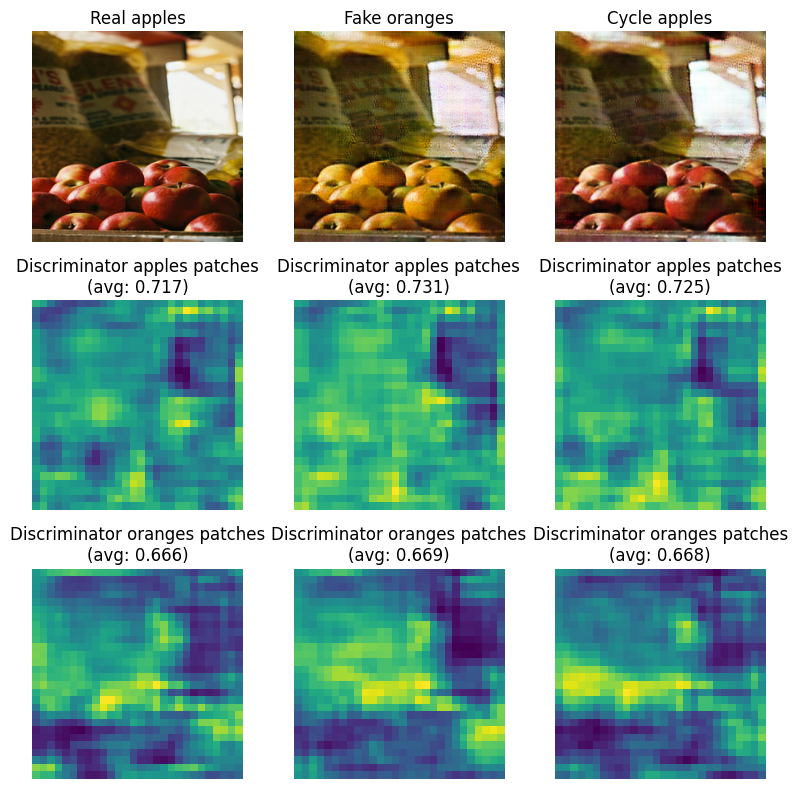 Real apples
Fake oranges
Cycle apples
Discriminator apples patches
(avg: 0.717)
Discriminator apples patches
(avg: 0.731)
Discriminator apples patches
(avg: 0.725)
Discriminator oranges patches
(avg: 0.666)
Discriminator oranges patches
(avg: 0.669)
Discriminator oranges patches
(avg: 0.668)